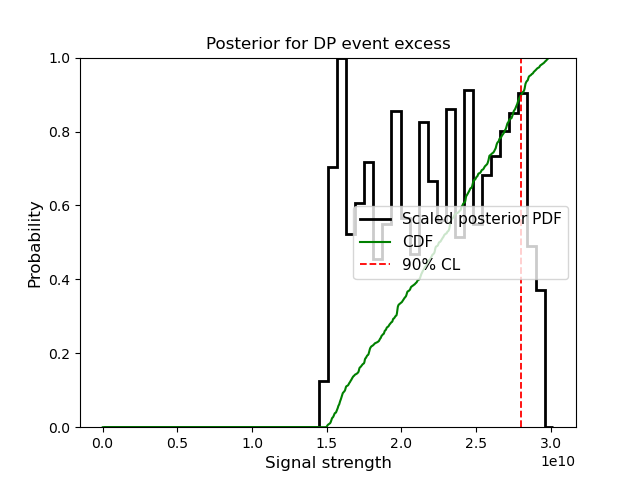 Posterior for DP event excess
1.0
0.8
0.6
0.4
0.2
0.0
Probability
Scaled posterior PDF
CDF
90% CL
0.0 0.5 1.0 1.5 2.0 2.5 3.0
1e10
Signal strength